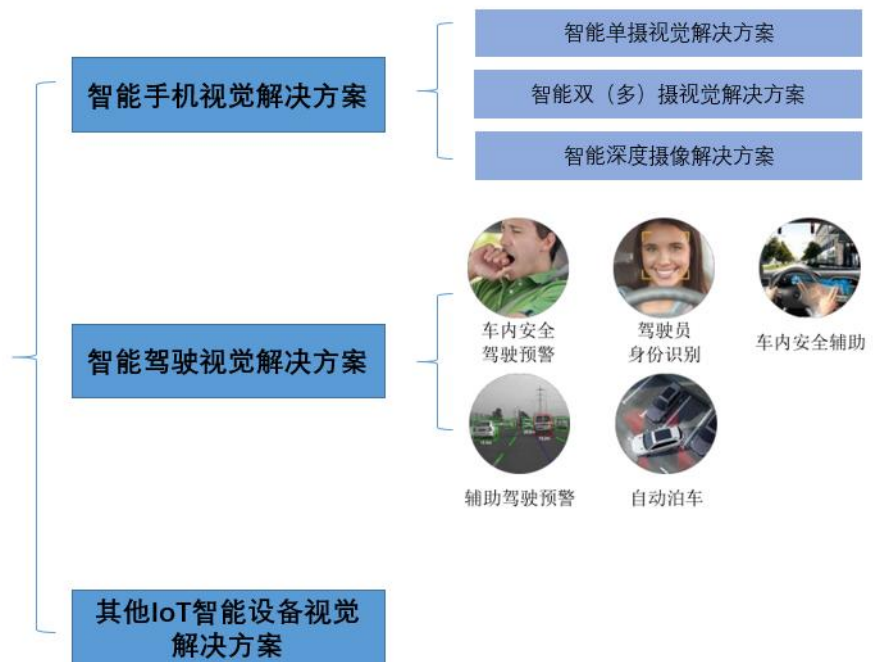 智能手机视觉解决方案
智能单摄视觉解决方案
智能双（多）摄视觉解决方案
智能深度摄像解决方案
智能驾驶视觉解决方案
车内安全
驾驶预警
驾驶员
身份识别
车内安全辅助
辅助驾驶预警
自动泊车
其他IoT智能设备视觉
解决方案